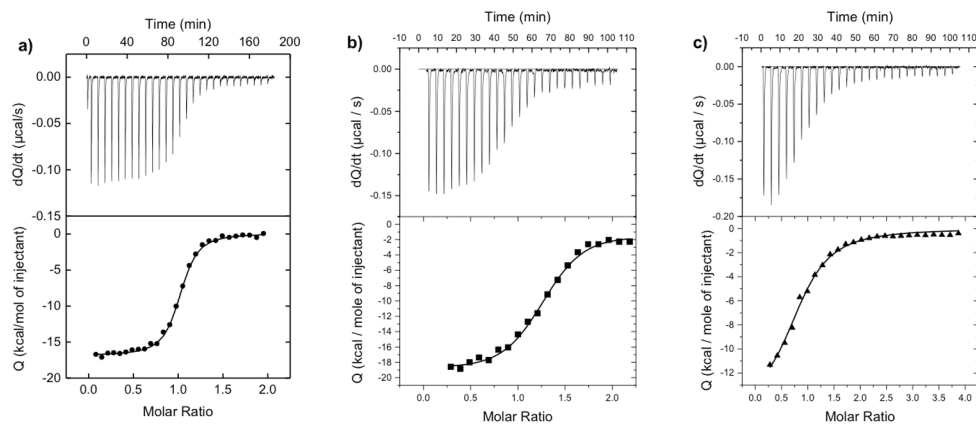 a)
Time (min)
0 20 40 60 80 100 120 140 160 180 200
0.00
-0.05
-0.10
-0.15
dQ/dt (µcal/s)
0
-5
-10
-15
-20
Q (kcal/mol of injectant)
0.0 0.5 1.0 1.5 2.0
Molar Ratio
b)
Time (min)
-10 0 10 20 30 40 50 60 70 80 90 100 110
0.00
-0.05
-0.10
-0.15
dQ/dt (µcal / s)
0
-2
-4
-6
-8
-10
-12
-14
-16
-18
-20
Q (kcal / mole of injectant)
0.0 0.5 1.0 1.5 2.0
Molar Ratio
c)
Time (min)
-10 0 10 20 30 40 50 60 70 80 90 100 110
0.00
-0.05
-0.10
-0.15
-0.20
dQ/dt (µcal / s)
0
-2
-4
-6
-8
-10
-12
Q (kcal / mole of injectant)
0.0 0.5 1.0 1.5 2.0 2.5 3.0 3.5 4.0
Molar Ratio